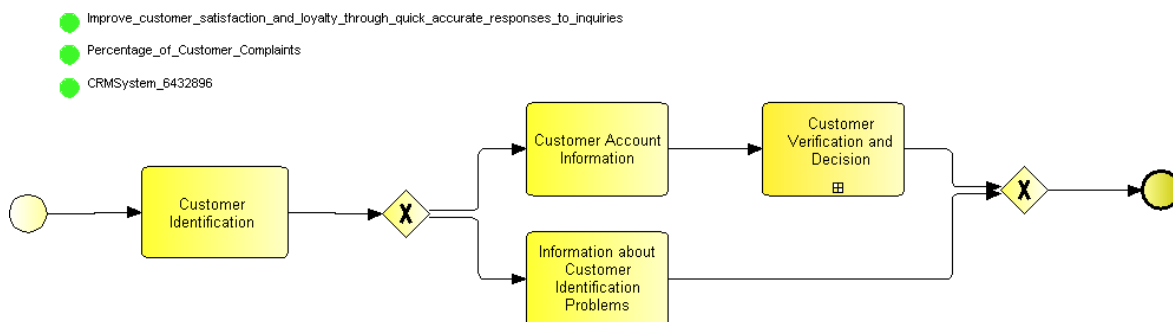 Improve_customer_satisfaction_and_loyalty_through_quick_accurate_responses_to_inquiries
Percentage_of_Customer_Complaints
CRMSystem_6432896
Customer
Identification
X
Customer Account
Information
Customer
Verification and
Decision
Information about
Customer
Identification
Problems
X